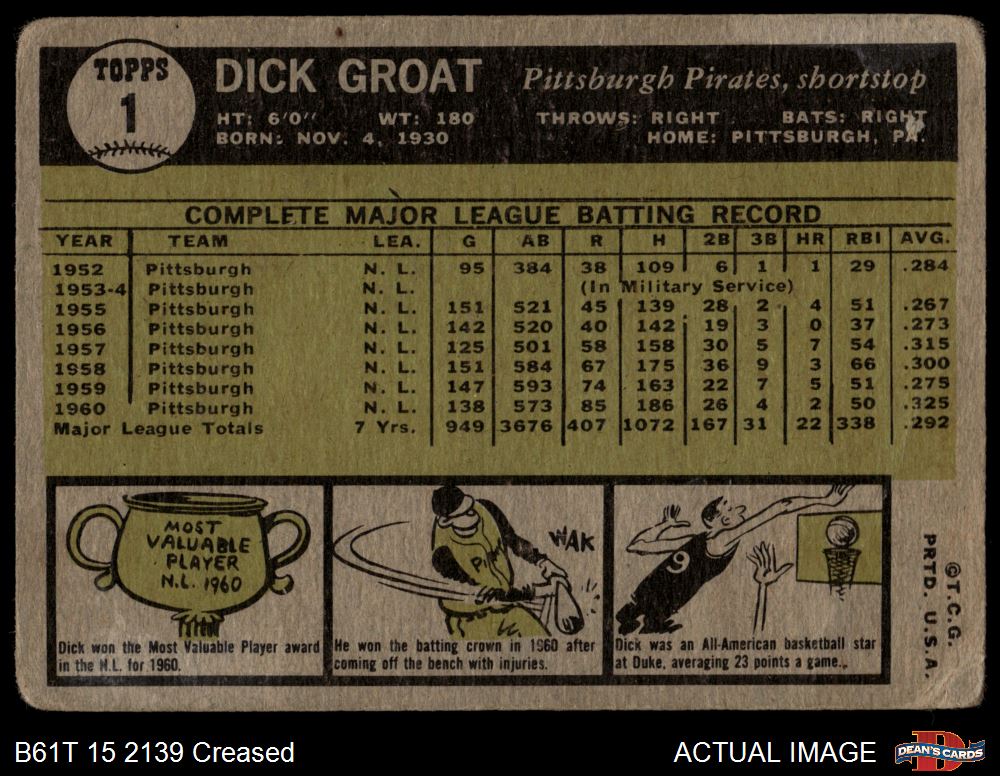 TOPPS
1
DICK GROAT Pittsburgh Pirates, shortstop
HT: 6'0" WT: 180 THROWS: RIGHT BATS: RIGHT
BORN: NOV. 4, 1930 HOME: PITTSBURGH, PA.
COMPLETE MAJOR LEAGUE BATTING RECORD
YEAR TEAM LEA. G AB R H 2B 3B HR RBI AVG.
1952 Pittsburgh N. L. 95 384 38 109 6 1 1 29 .284
1953-4 Pittsburgh N. L. (In Military Service)
1955 Pittsburgh N. L. 151 521 45 139 28 2 4 51 .267
1956 Pittsburgh N. L. 142 520 40 142 19 3 0 37 .273
1957 Pittsburgh N. L. 125 501 58 158 30 5 7 54 .315
1958 Pittsburgh N. L. 151 584 67 175 36 9 3 66 .300
1959 Pittsburgh N. L. 147 593 74 163 22 7 5 51 .275
1960 Pittsburgh N. L. 138 573 85 186 26 4 2 50 .325
Major League Totals 7 Yrs. 949 3676 407 1072 167 31 22 338 .292
MOST
VALUABLE
PLAYER
N.L. 1960
Dick won the Most Valuable Player award
in the N.L. for 1960.
WAK
PI
He won the batting crown in 1960 after
coming off the bench with injuries.
9
Dick was an All-American basketball star
at Duke, averaging 23 points a game.
©T.C.G.
PRTD. U.S.A.
B61T 15 2139 Creased
ACTUAL IMAGE
D
DEAN'S CARDS